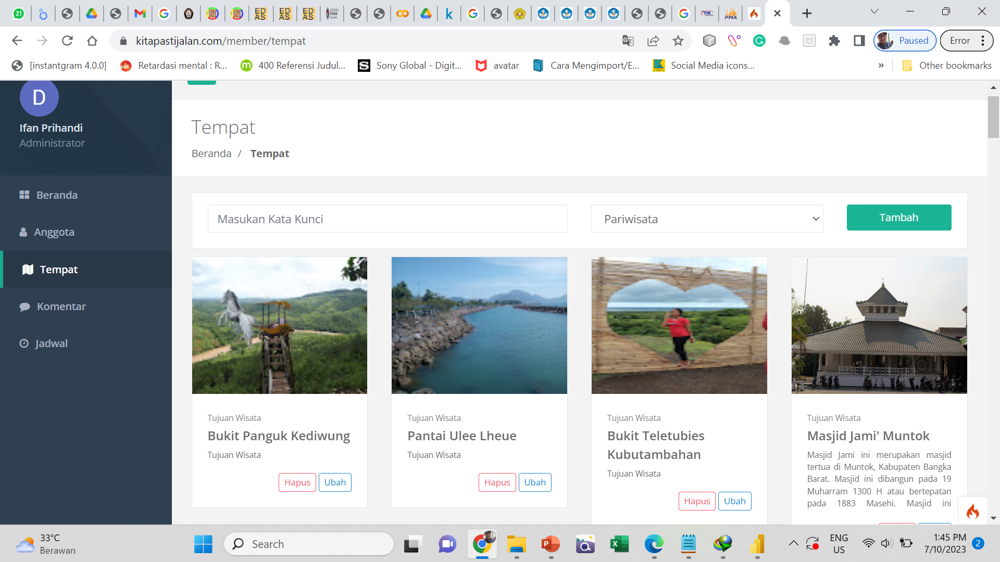 21
kitapastijalan.com/member/tempat
Paused
Error
[instantgram 4.0.0]
Retardasi mental : R...
400 Referensi Judul...
Sony Global - Digit...
avatar
Cara Mengimport/E...
Social Media icons...
»
Other bookmarks
D
Ifan Prihandi
Administrator
Beranda
Anggota
Tempat
Komentar
Jadwal
Tempat
Beranda / Tempat
Masukan Kata Kunci
Pariwisata
Tambah
Tujuan Wisata
Bukit Panguk Kediwung
Tujuan Wisata
Hapus
Ubah
Tujuan Wisata
Pantai Ulee Lheue
Tujuan Wisata
Hapus
Ubah
Tujuan Wisata
Bukit Teletubies
Kubutambahan
Tujuan Wisata
Hapus
Ubah
Tujuan Wisata
Masjid Jami' Muntok
Masjid Jami ini merupakan masjid
tertua di Muntok, Kabupaten Bangka
Barat. Masjid ini dibangun pada 19
Muharram 1300 H atau bertepatan
pada 1883 Masehi. Masjid ini
33°C
Berawan
Search
ENG
US
1:45 PM
7/10/2023
2